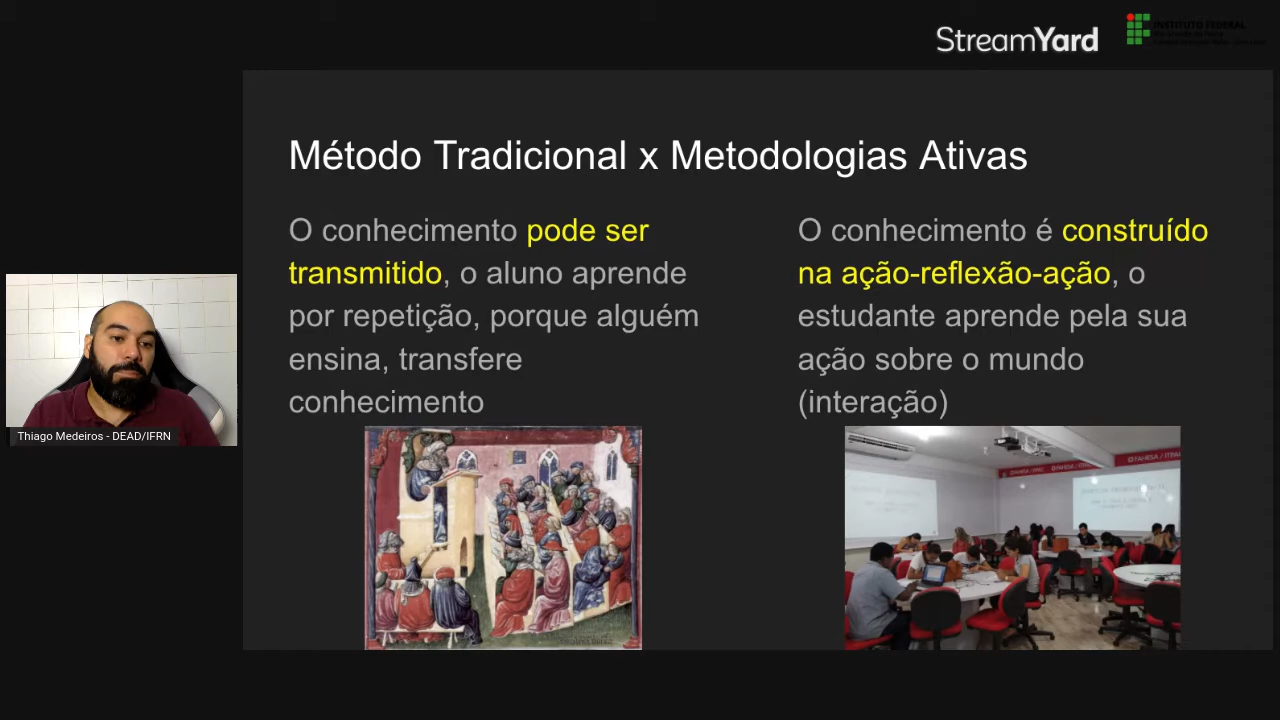 StreamYard
INSTITUTO FEDERAL
Método Tradicional x Metodologias Ativas
O conhecimento pode ser
transmitido, o aluno aprende
por repetição, porque alguém
ensina, transfere
conhecimento
O conhecimento é construído
na ação-reflexão-ação, o
estudante aprende pela sua
ação sobre o mundo
(interação)
Thiago Medeiros - DEAD/IFRN